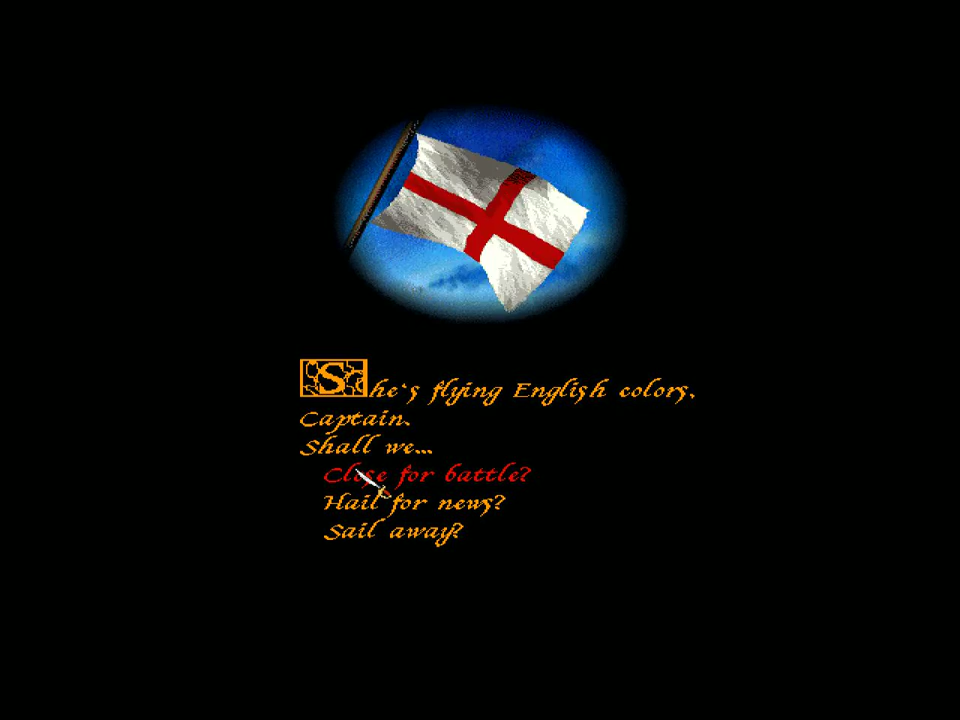 She's flying English colors,
Captain.
Shall we...
Close for battle?
Hail for news?
Sail away?